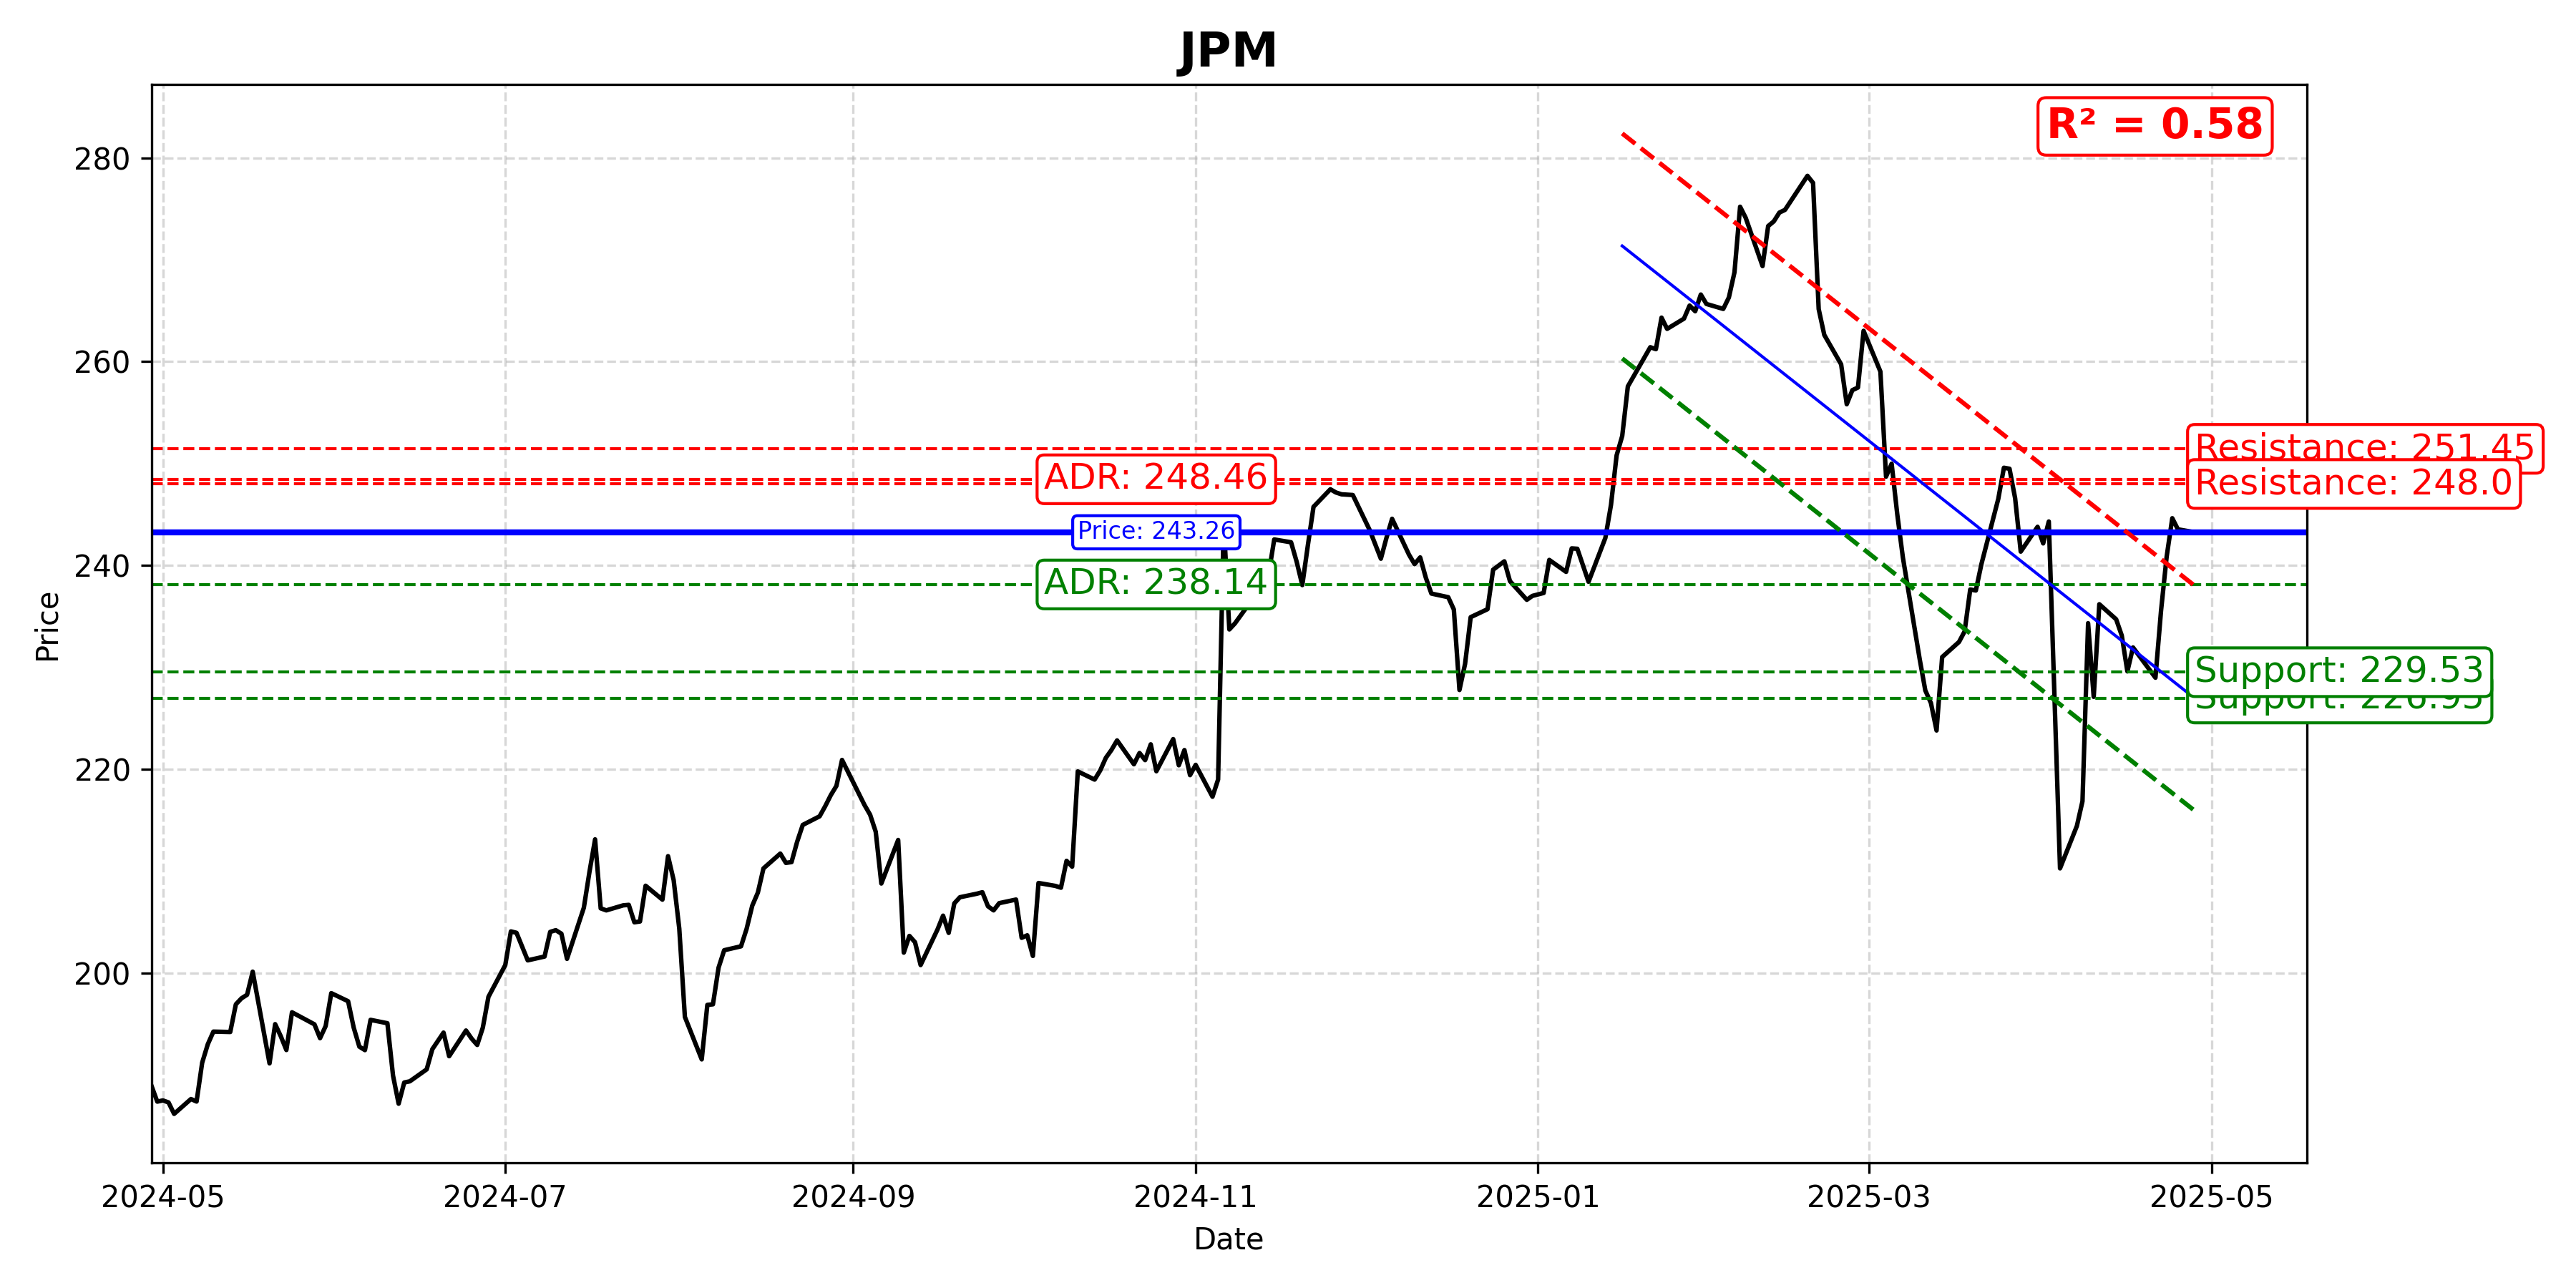 JPM
R² = 0.58
280
260
240
220
200
Price
Resistance: 251.45
ADR: 248.46
Resistance: 248.0
Price: 243.26
ADR: 238.14
Support: 229.53
Support:
2024-05
2024-07
2024-09
2024-11
2025-01
2025-03
2025-05
Date